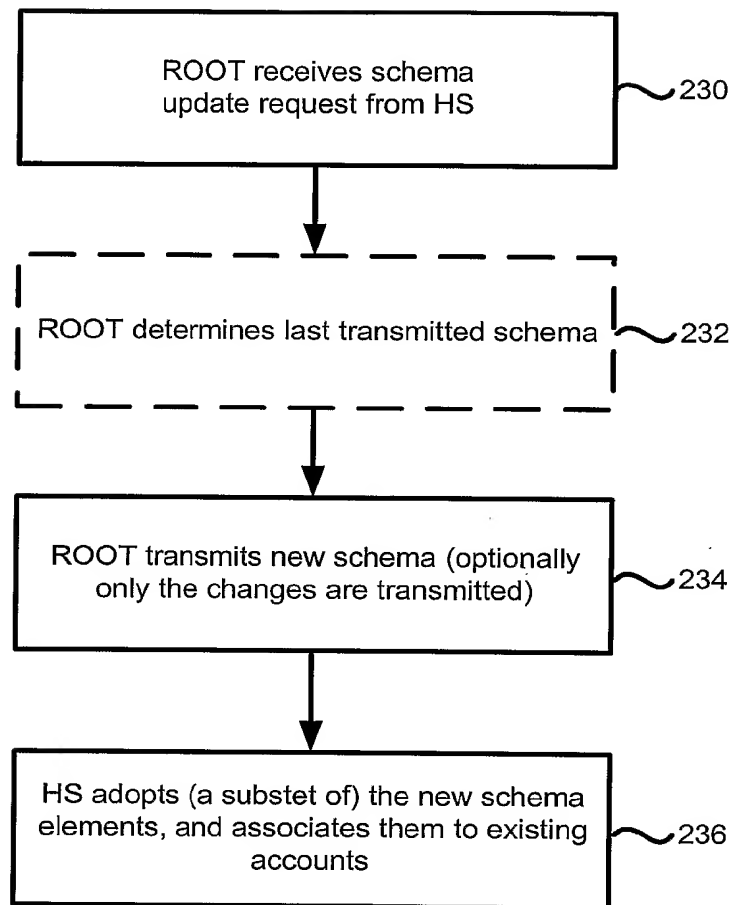 ROOT receives schema
update request from HS
230
ROOT determines last transmitted schema
232
ROOT transmits new schema (optionally
only the changes are transmitted)
234
HS adopts (a substet of) the new schema
elements, and associates them to existing
accounts
236